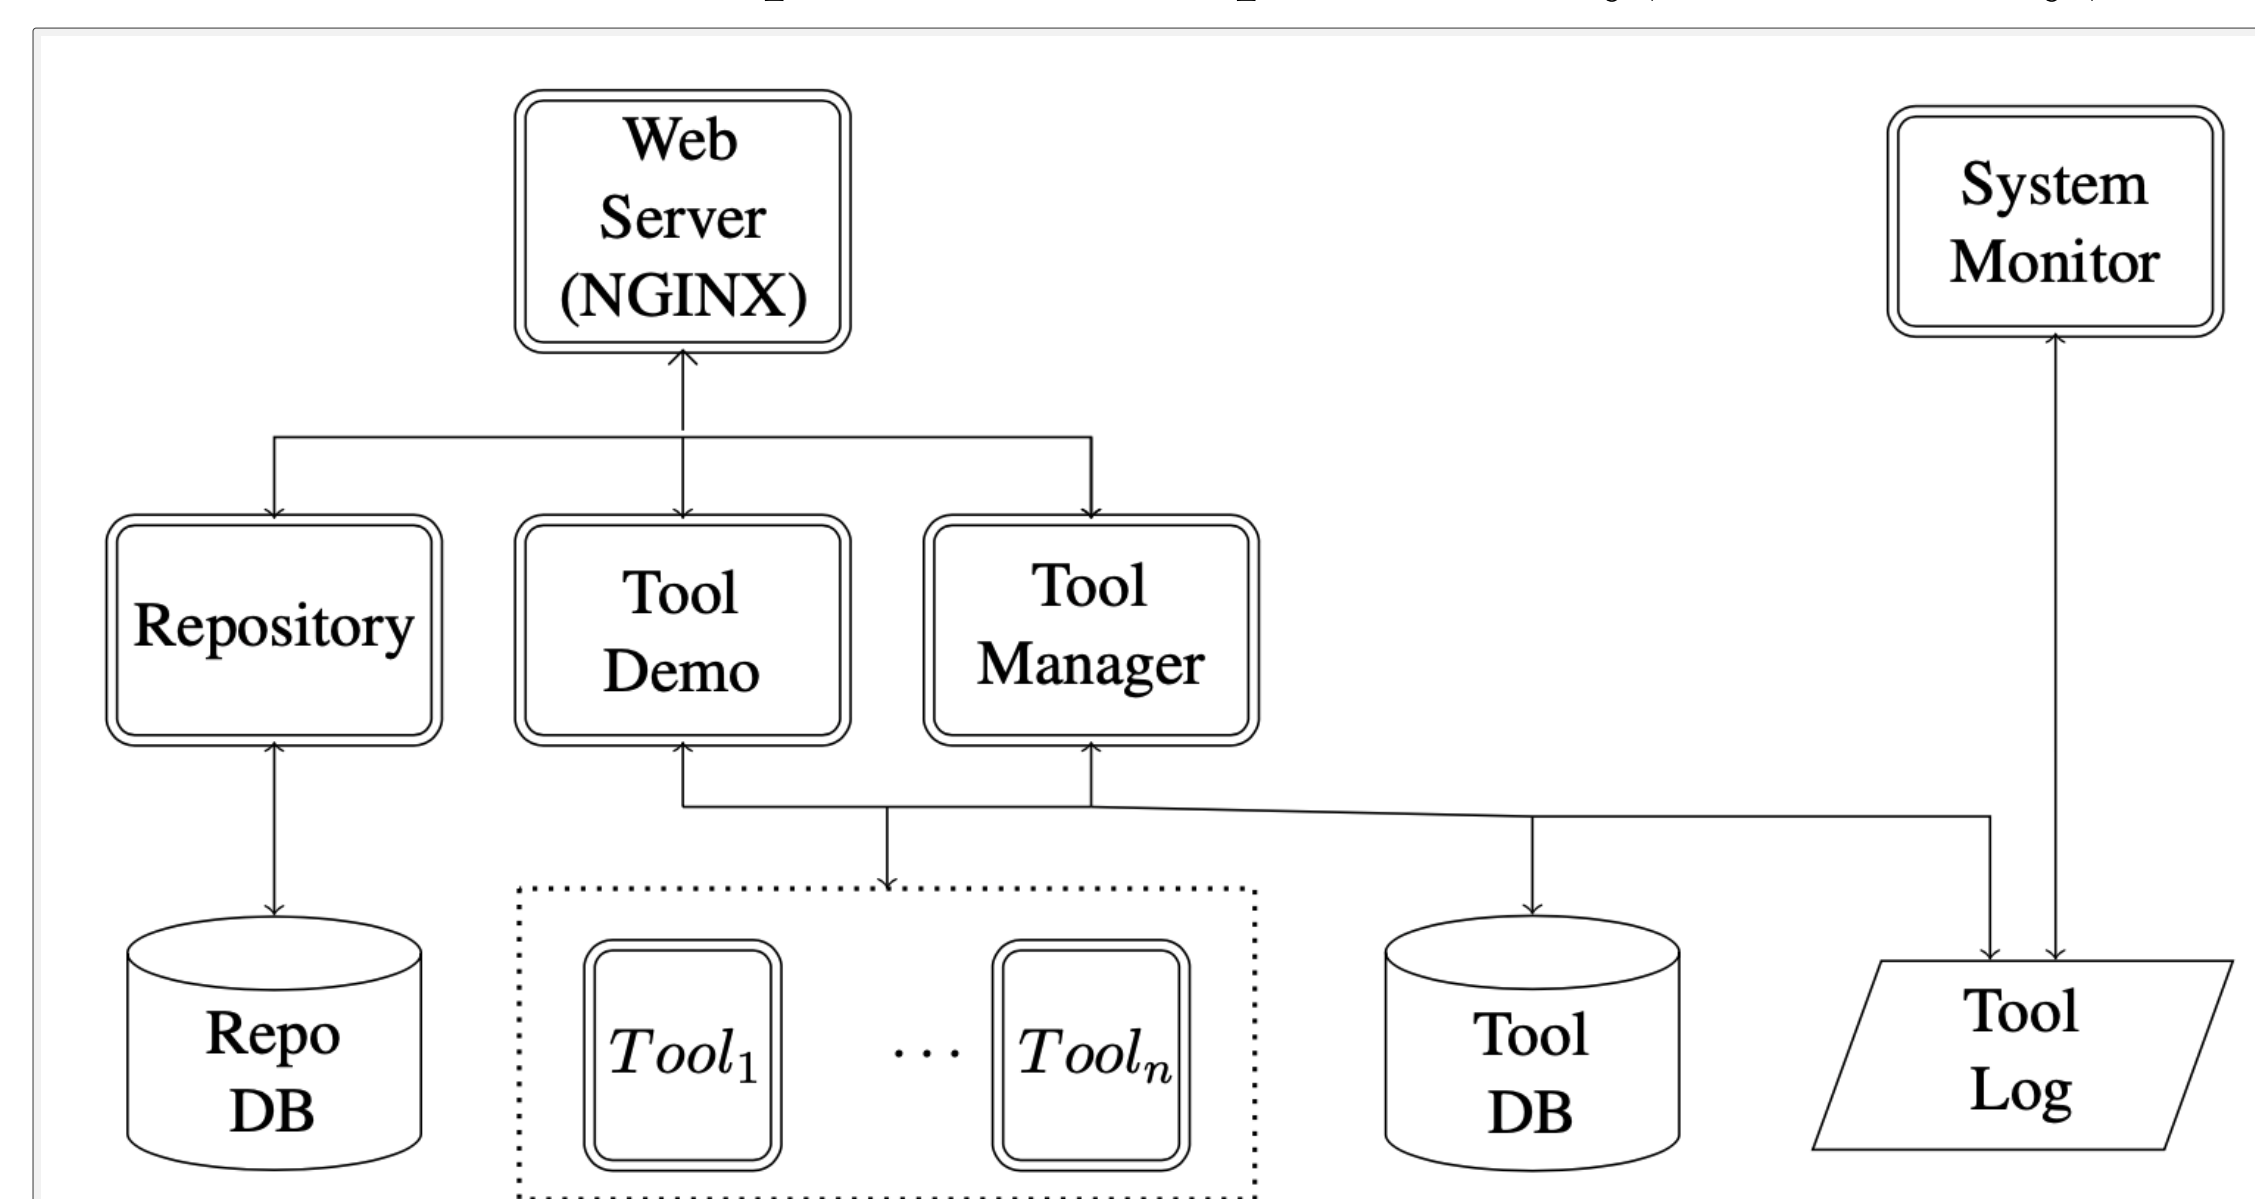 Web
Server
(NGINX)
System
Monitor
Repository
Tool
Demo
Tool
Manager
Repo
DB
Tool₁
...
Toolₙ
Tool
DB
Tool
Log